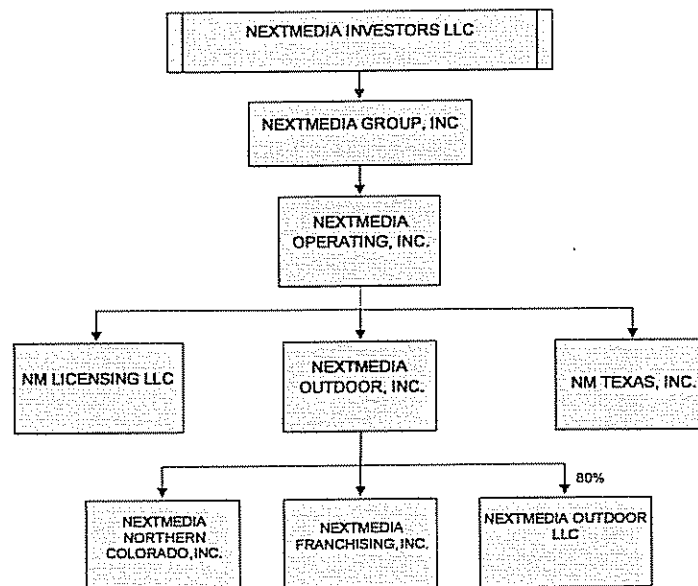 NEXTMEDIA INVESTORS LLC
NEXTMEDIA GROUP, INC
NEXTMEDIA
OPERATING, INC.
NM LICENSING LLC
NEXTMEDIA
OUTDOOR, INC.
NM TEXAS, INC.
80%
NEXTMEDIA
NORTHERN
COLORADO, INC.
NEXTMEDIA
FRANCHISING, INC.
NEXTMEDIA OUTDOOR
LLC